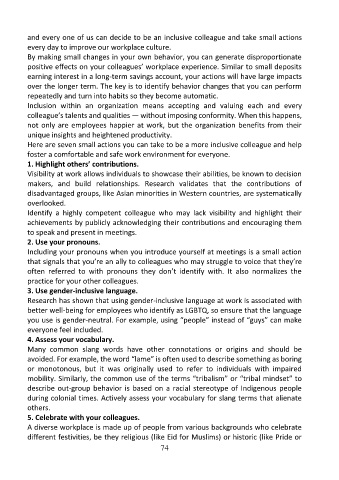 and every one of us can decide to be an inclusive colleague and take small actions
every day to improve our workplace culture.
By making small changes in your own behavior, you can generate disproportionate
positive effects on your colleagues’ workplace experience. Similar to small deposits
earning interest in a long-term savings account, your actions will have large impacts
over the longer term. The key is to identify behavior changes that you can perform
repeatedly and turn into habits so they become automatic.
Inclusion within an organization means accepting and valuing each and every
colleague’s talents and qualities — without imposing conformity. When this happens,
not only are employees happier at work, but the organization benefits from their
unique insights and heightened productivity.
Here are seven small actions you can take to be a more inclusive colleague and help
foster a comfortable and safe work environment for everyone.
1. Highlight others’ contributions.
Visibility at work allows individuals to showcase their abilities, be known to decision
makers, and build relationships. Research validates that the contributions of
disadvantaged groups, like Asian minorities in Western countries, are systematically
overlooked.
Identify a highly competent colleague who may lack visibility and highlight their
achievements by publicly acknowledging their contributions and encouraging them
to speak and present in meetings.
2. Use your pronouns.
Including your pronouns when you introduce yourself at meetings is a small action
that signals that you’re an ally to colleagues who may struggle to voice that they’re
often referred to with pronouns they don’t identify with. It also normalizes the
practice for your other colleagues.
3. Use gender-inclusive language.
Research has shown that using gender-inclusive language at work is associated with
better well-being for employees who identify as LGBTQ, so ensure that the language
you use is gender-neutral. For example, using “people” instead of “guys” can make
everyone feel included.
4. Assess your vocabulary.
Many common slang words have other connotations or origins and should be
avoided. For example, the word “lame” is often used to describe something as boring
or monotonous, but it was originally used to refer to individuals with impaired
mobility. Similarly, the common use of the terms “tribalism” or “tribal mindset” to
describe out-group behavior is based on a racial stereotype of Indigenous people
during colonial times. Actively assess your vocabulary for slang terms that alienate
others.
5. Celebrate with your colleagues.
A diverse workplace is made up of people from various backgrounds who celebrate
different festivities, be they religious (like Eid for Muslims) or historic (like Pride or
74